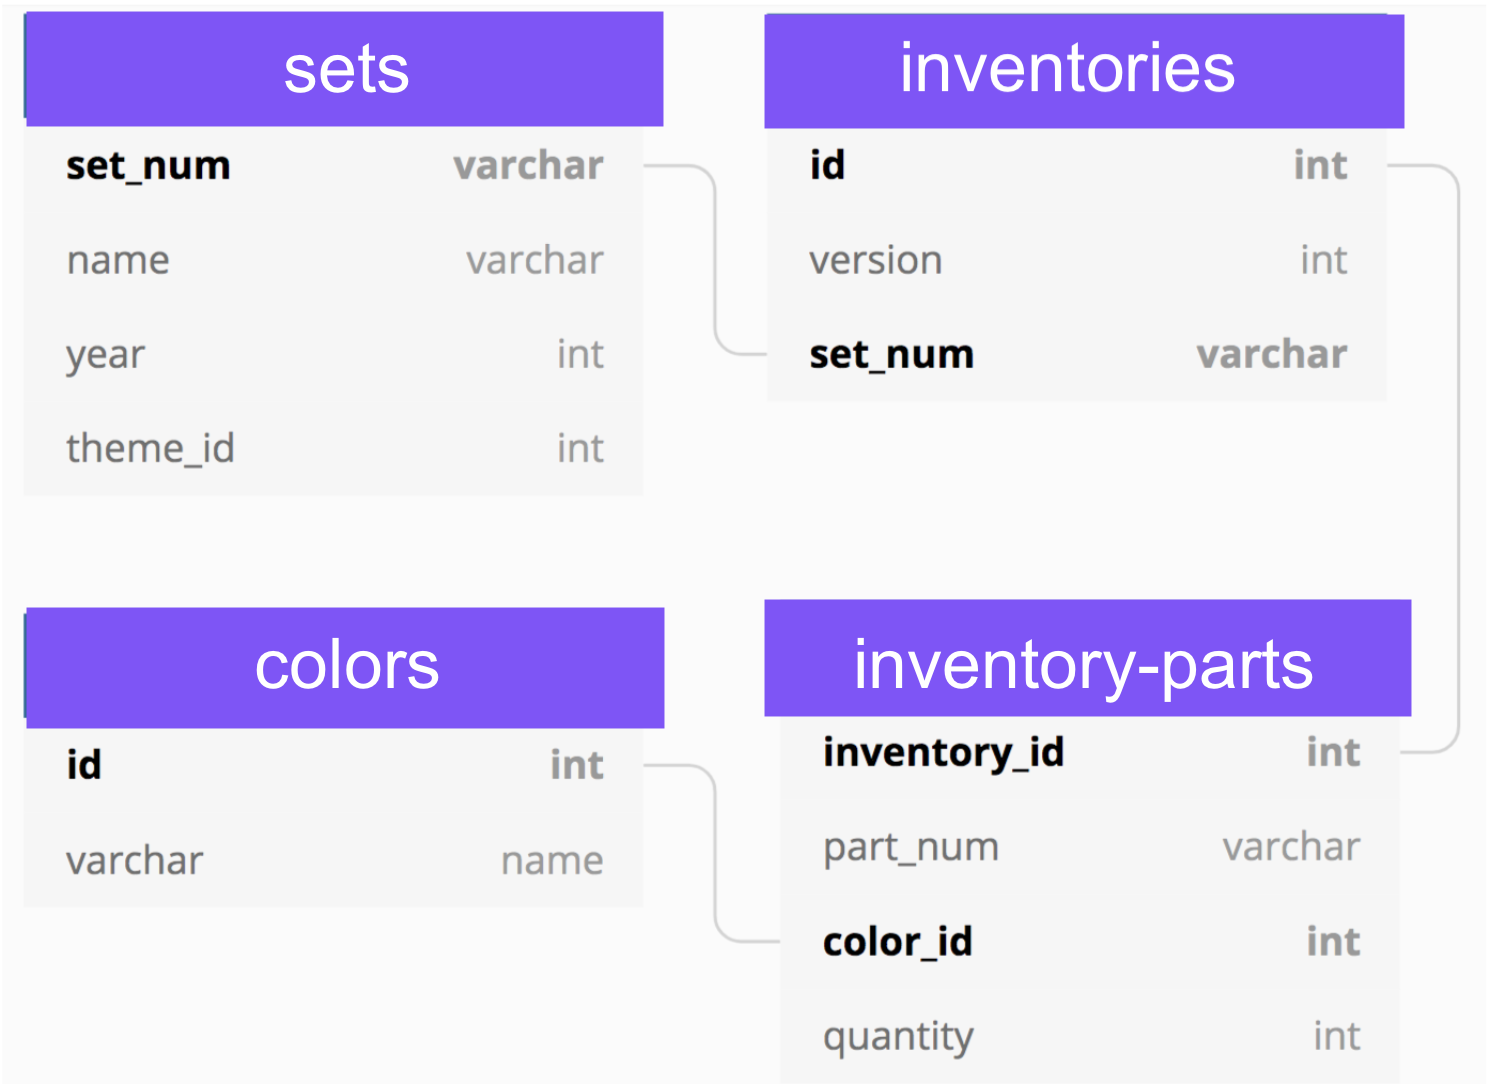 sets
set_num varchar
name varchar
year int
theme_id int
inventories
id int
version int
set_num varchar
colors
id int
varchar name
inventory-parts
inventory_id int
part_num varchar
color_id int
quantity int